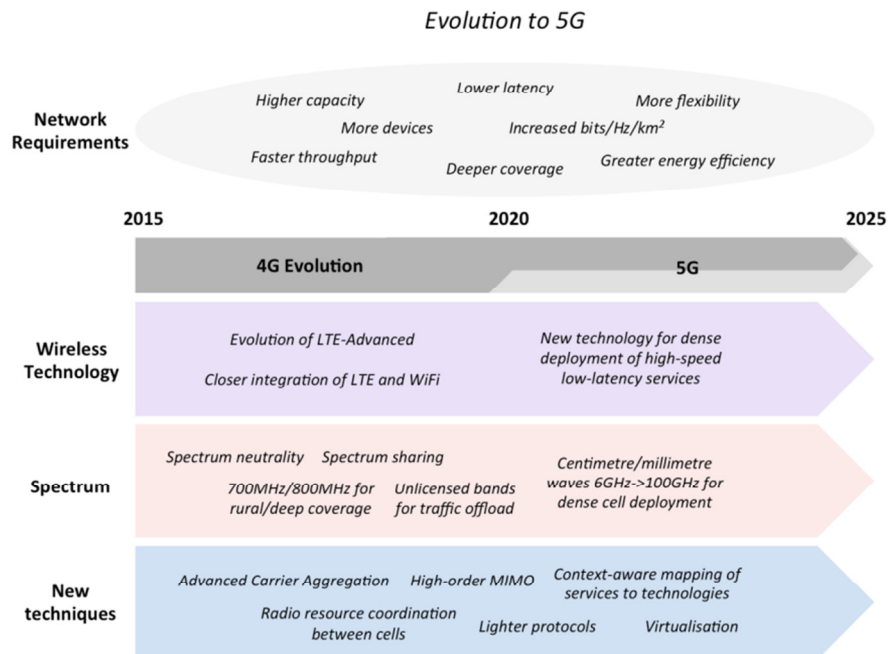 Evolution to 5G
Network
Requirements
Higher capacity
Lower latency
More flexibility
More devices
Increased bits/Hz/km²
Faster throughput
Deeper coverage
Greater energy efficiency
2015
2020
2025
4G Evolution
5G
Wireless
Technology
Evolution of LTE-Advanced
Closer integration of LTE and WiFi
New technology for dense
deployment of high-speed
low-latency services
Spectrum
Spectrum neutrality
Spectrum sharing
700MHz/800MHz for
rural/deep coverage
Unlicensed bands
for traffic offload
Centimetre/millimetre
waves 6GHz->100GHz for
dense cell deployment
New
techniques
Advanced Carrier Aggregation
High-order MIMO
Context-aware mapping of
services to technologies
Radio resource coordination
between cells
Lighter protocols
Virtualisation